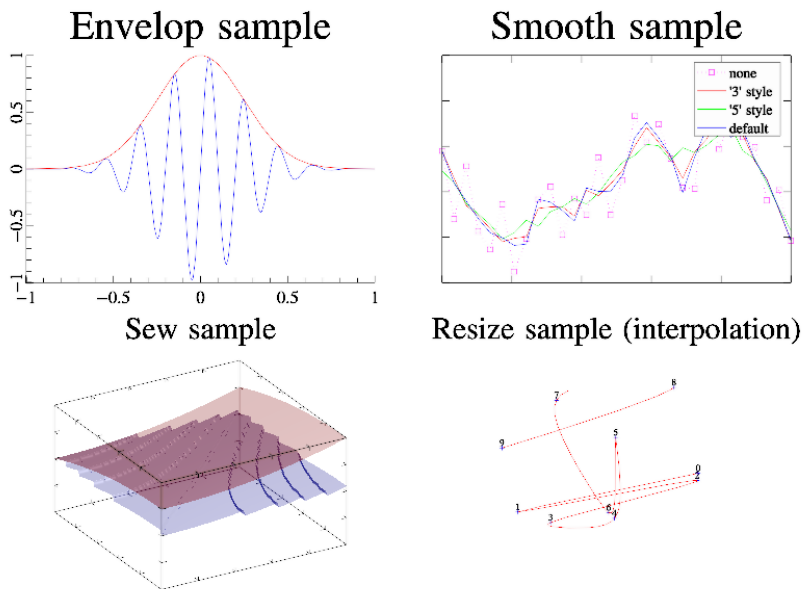 Envelop sample
Smooth sample
1
0.5
0
−0.5
−1
−1
−0.5
0
0.5
1
none
'3' style
'5' style
default
Sew sample
Resize sample (interpolation)
7
8
5
9
0
2
1
3
6